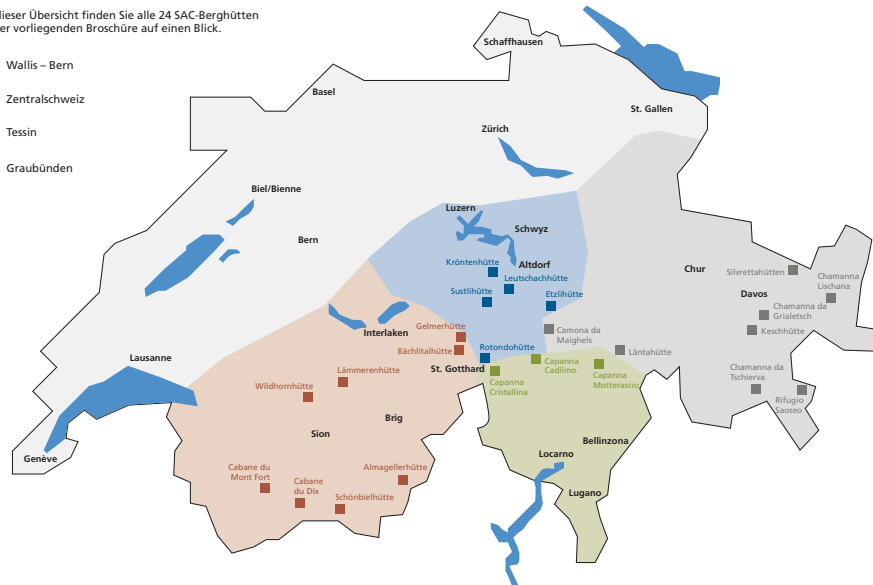 dieser Übersicht finden Sie alle 24 SAC-Berghütten
er vorliegenden Broschüre auf einen Blick.
Wallis – Bern
Zentralschweiz
Tessin
Graubünden
Schaffhausen
Basel
St. Gallen
Zürich
Biel/Bienne
Luzern
Schwyz
Bern
Kröntenhütte
Altdorf
Leutschachhütte
Chur
Silvrettahütten
Chamanna
Lischana
Sustlihütte
Etzlihütte
Davos
Chamanna da
Grialetsch
Gelmerhütte
Interlaken
Camona da
Maighels
Keschhütte
Bächlitalhütte
Rotondohütte
Läntahütte
Lausanne
St. Gotthard
Capanna
Cadlimo
Capanna
Motterascio
Lämmerenhütte
Wildhornhütte
Capanna
Cristallina
Chamanna da
Tschierva
Rifugio
Saoseo
Brig
Sion
Bellinzona
Locarno
Genève
Cabane du
Mont Fort
Almagellerhütte
Cabane
du Dix
Schönbielhütte
Lugano